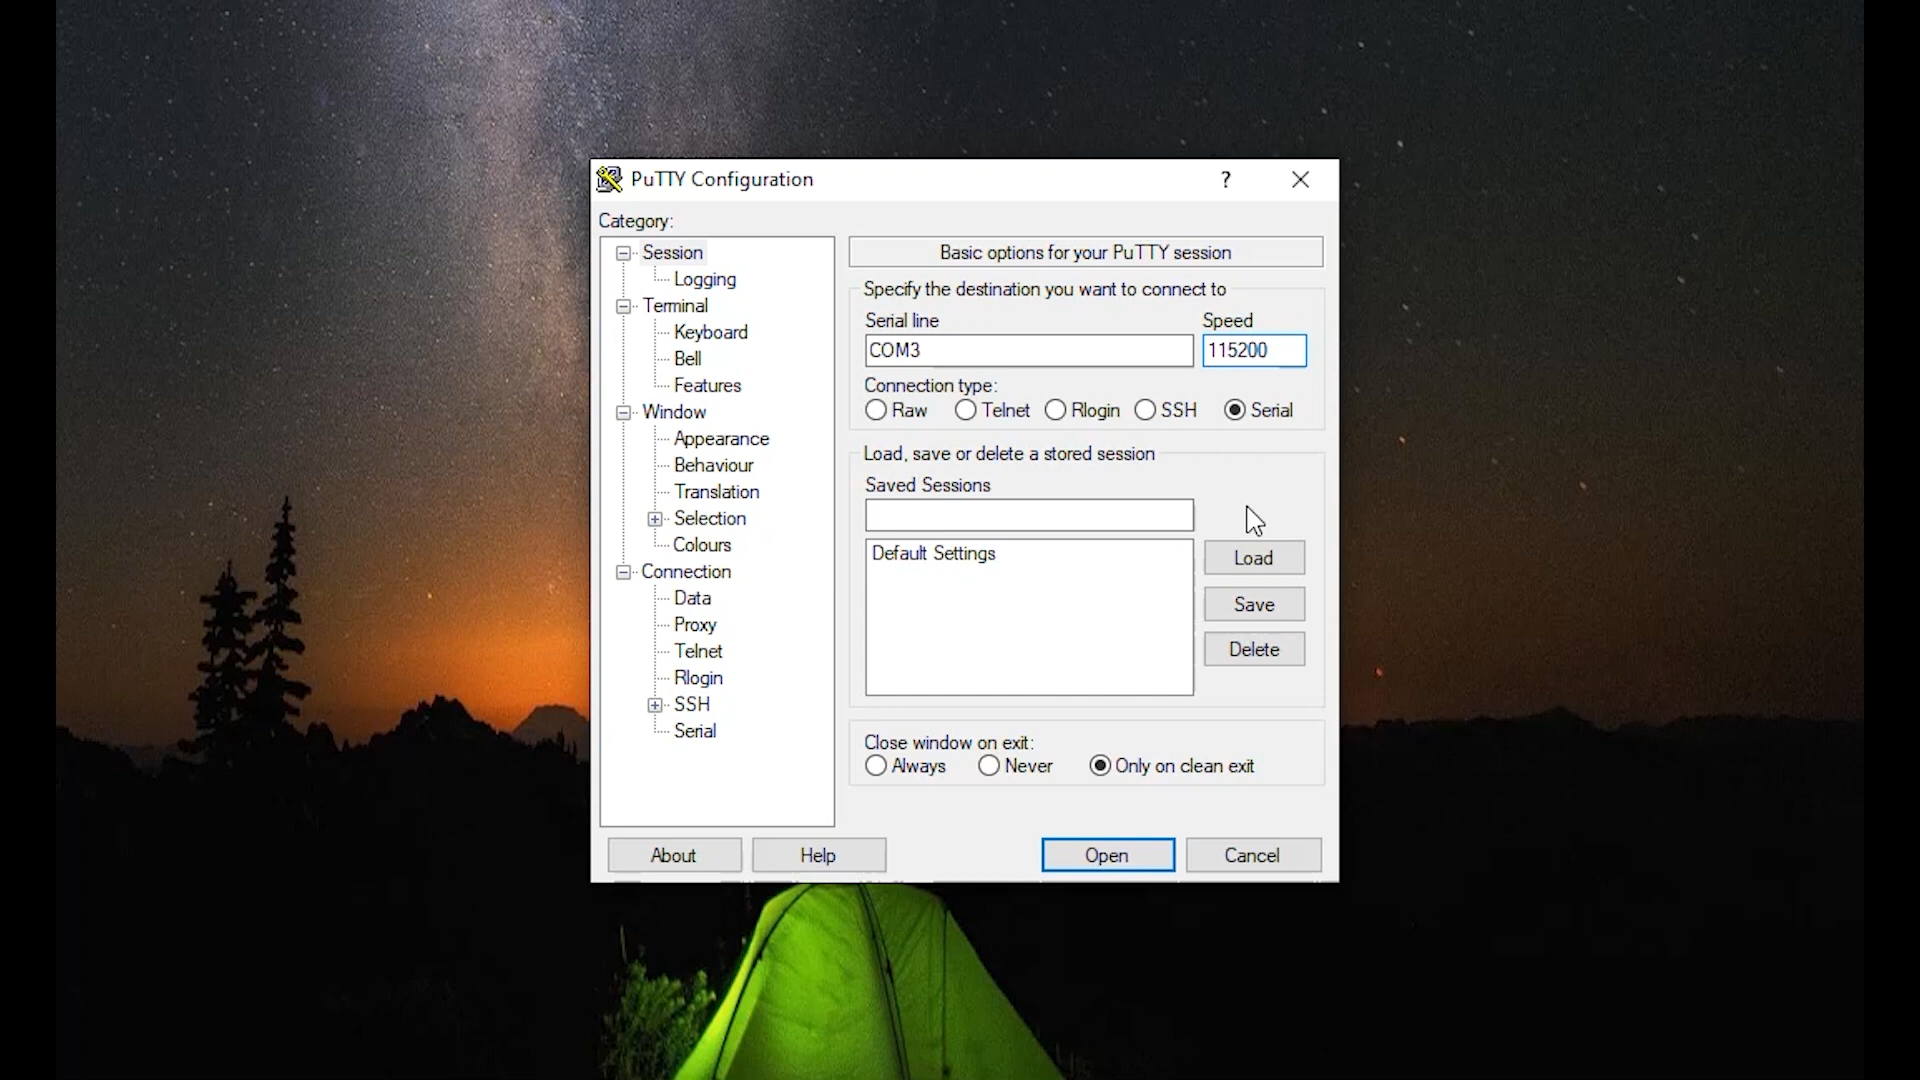 PuTTY Configuration
?
Category:
Session
Logging
Terminal
Keyboard
Bell
Features
Window
Appearance
Behaviour
Translation
Selection
Colours
Connection
Data
Proxy
Telnet
Rlogin
SSH
Serial
Basic options for your PuTTY session
Specify the destination you want to connect to
Serial line Speed
COM3 115200
Connection type:
Raw Telnet Rlogin SSH Serial
Load, save or delete a stored session
Saved Sessions
Default Settings
Load
Save
Delete
Close window on exit:
Always Never Only on clean exit
About Help Open Cancel